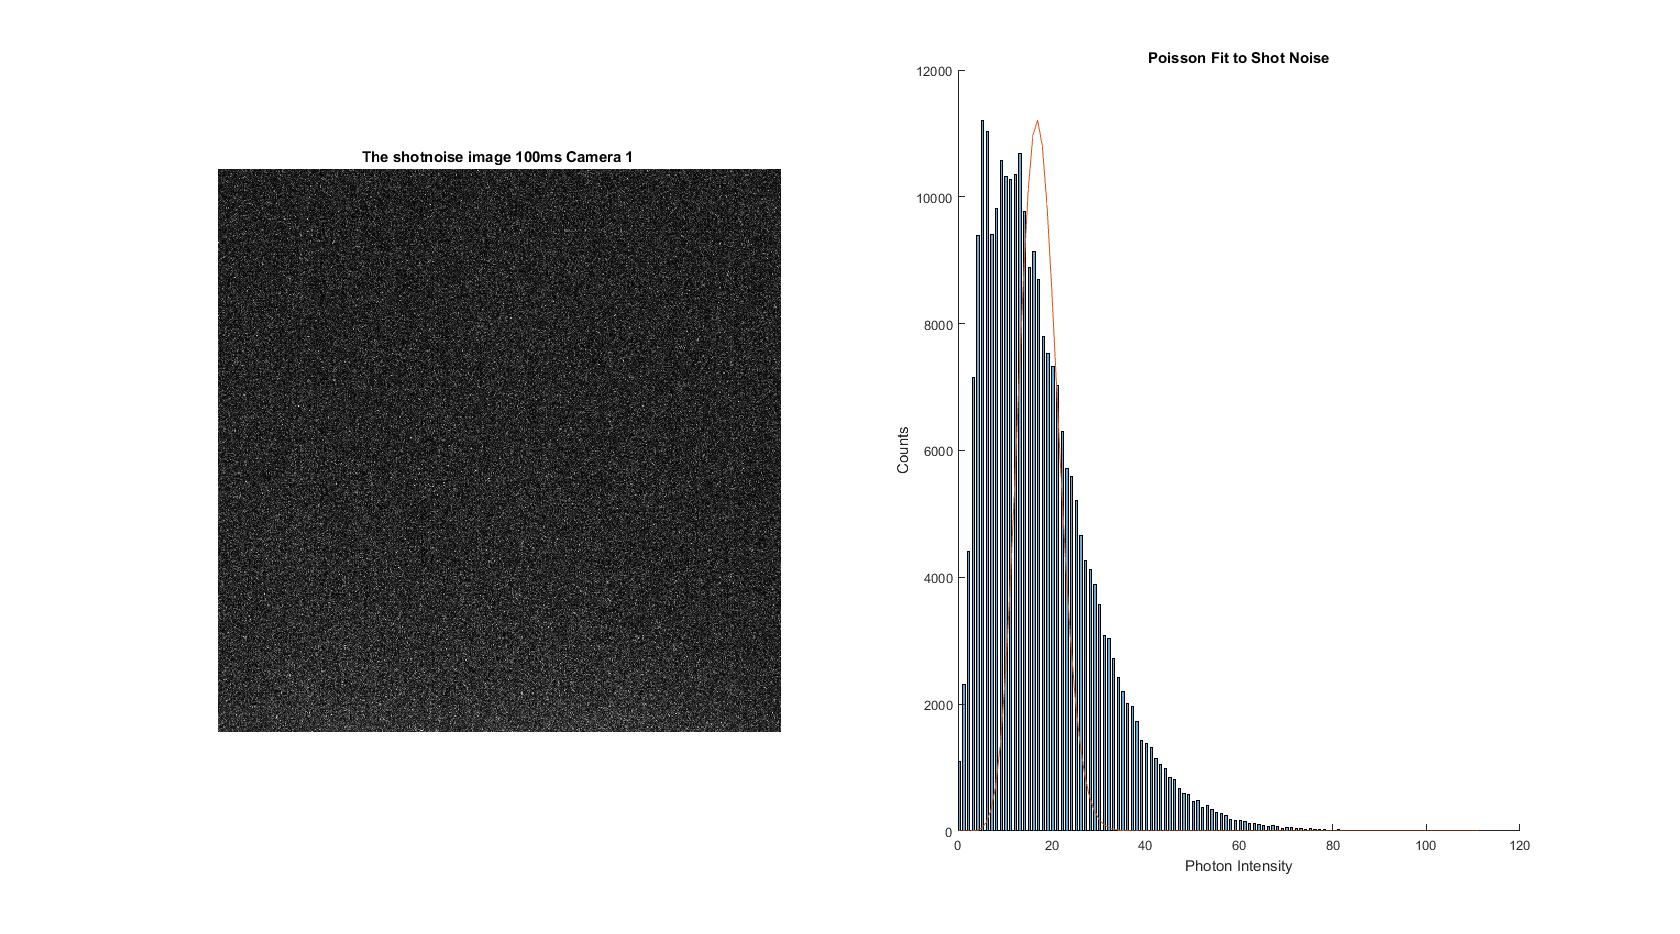 The shotnoise image 100ms Camera 1
Poisson Fit to Shot Noise
12000
10000
8000
6000
4000
2000
0
Counts
0 20 40 60 80 100 120
Photon Intensity